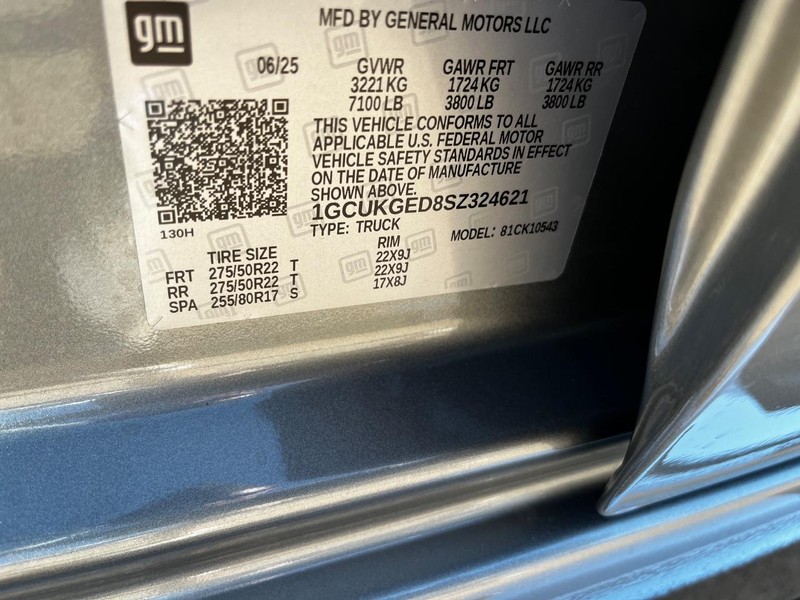 gm
MFD BY GENERAL MOTORS LLC
06/25 GVWR GAWR FRT GAWR RR
3221 KG 1724 KG 1724 KG
7100 LB 3800 LB 3800 LB
THIS VEHICLE CONFORMS TO ALL
APPLICABLE U.S. FEDERAL MOTOR
VEHICLE SAFETY STANDARDS IN EFFECT
ON THE DATE OF MANUFACTURE
SHOWN ABOVE.
1GCUKGED8SZ324621
130H
TYPE: TRUCK MODEL: 81CK10543
TIRE SIZE RIM
FRT 275/50R22 T 22X9J
RR 275/50R22 T 22X9J
SPA 255/80R17 S 17X8J